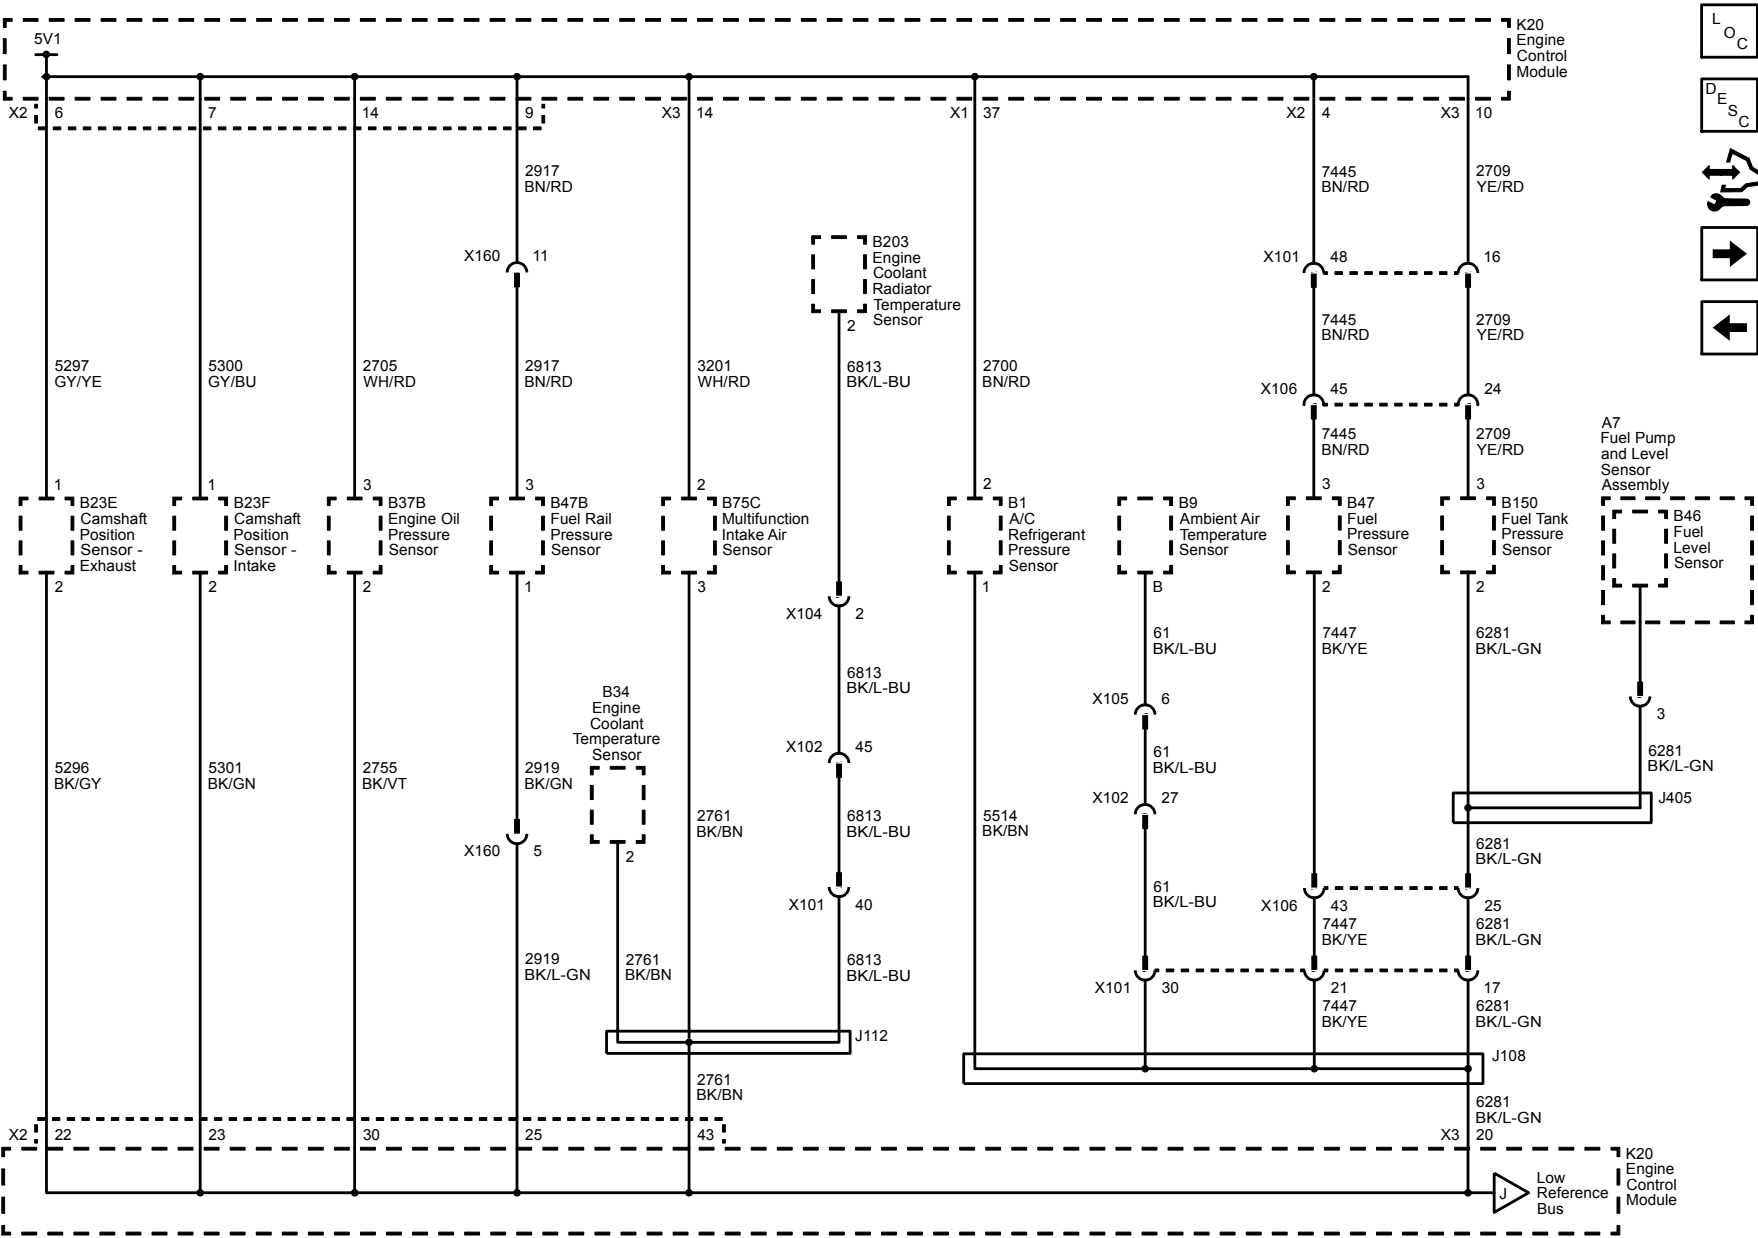 5V1
K20
Engine
Control
Module
L
O
C
D
E
S
C
X2
6
7
14
9
X3
14
X1
37
X2
4
X3
10
2917
BN/RD
7445
BN/RD
2709
YE/RD
X160
11
B203
Engine
Coolant
Radiator
Temperature
Sensor
2
X101
48
16
7445
BN/RD
2709
YE/RD
5297
GY/YE
5300
GY/BU
2705
WH/RD
2917
BN/RD
3201
WH/RD
6813
BK/L-BU
2700
BN/RD
X106
45
24
7445
BN/RD
2709
YE/RD
A7
Fuel Pump
and Level
Sensor
Assembly
1
B23E
Camshaft
Position
Sensor -
Exhaust
2
1
B23F
Camshaft
Position
Sensor -
Intake
2
3
B37B
Engine Oil
Pressure
Sensor
2
3
B47B
Fuel Rail
Pressure
Sensor
1
2
B75C
Multifunction
Intake Air
Sensor
3
2
B1
A/C
Refrigerant
Pressure
Sensor
1
B9
Ambient Air
Temperature
Sensor
B
3
B47
Fuel
Pressure
Sensor
2
3
B150
Fuel Tank
Pressure
Sensor
2
B46
Fuel
Level
Sensor
X104
2
61
BK/L-BU
7447
BK/YE
6281
BK/L-GN
6813
BK/L-BU
B34
Engine
Coolant
Temperature
Sensor
2
X105
6
3
X102
45
61
BK/L-BU
6281
BK/L-GN
5296
BK/GY
5301
BK/GN
2755
BK/VT
2919
BK/GN
X102
27
J405
2761
BK/BN
6813
BK/L-BU
5514
BK/BN
X160
5
6281
BK/L-GN
X101
40
61
BK/L-BU
X106
43
25
7447
BK/YE
6281
BK/L-GN
2919
BK/L-GN
2761
BK/BN
6813
BK/L-BU
X101
30
21
17
7447
BK/YE
6281
BK/L-GN
J112
J108
2761
BK/BN
6281
BK/L-GN
X2
22
23
30
25
43
X3
20
K20
Engine
Control
Module
J
Low
Reference
Bus